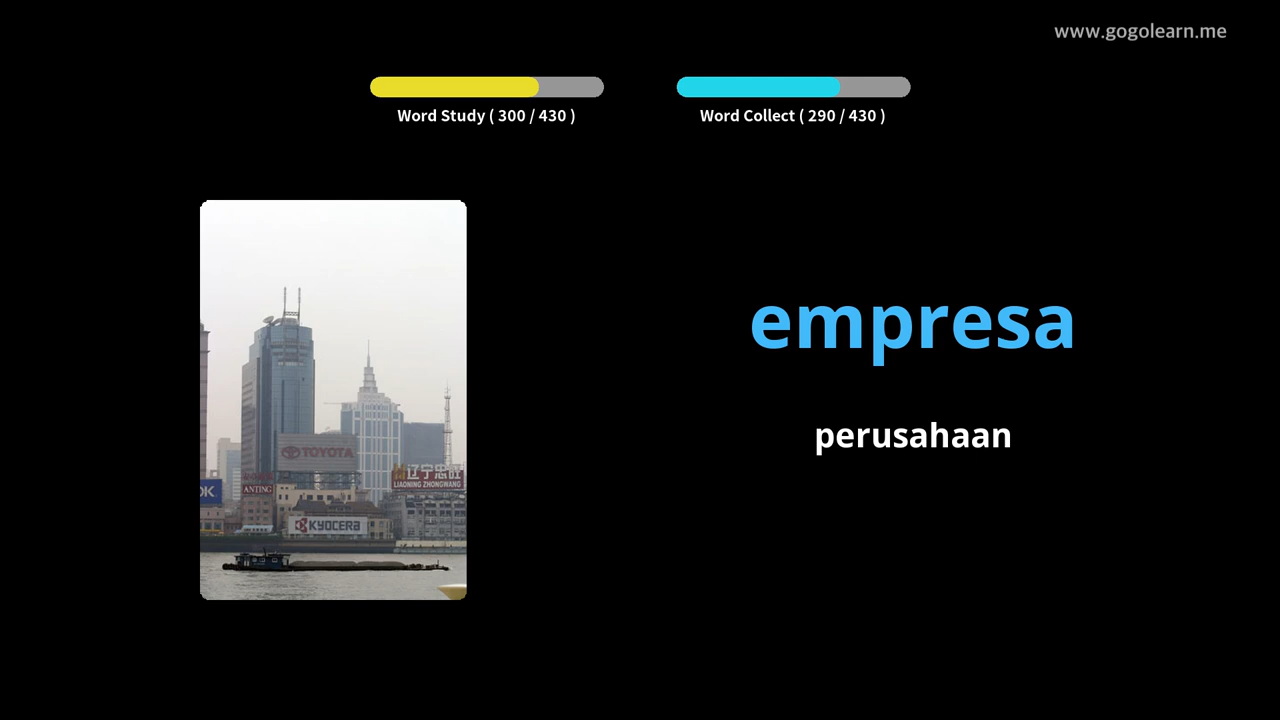 www.gogolearn.me
Word Study ( 300 / 430 )
Word Collect ( 290 / 430 )
empresa
perusahaan
TOYOTA
辽宁忠旺
LIAONING ZHONGWANG
OK
ANTING
KYOCERA